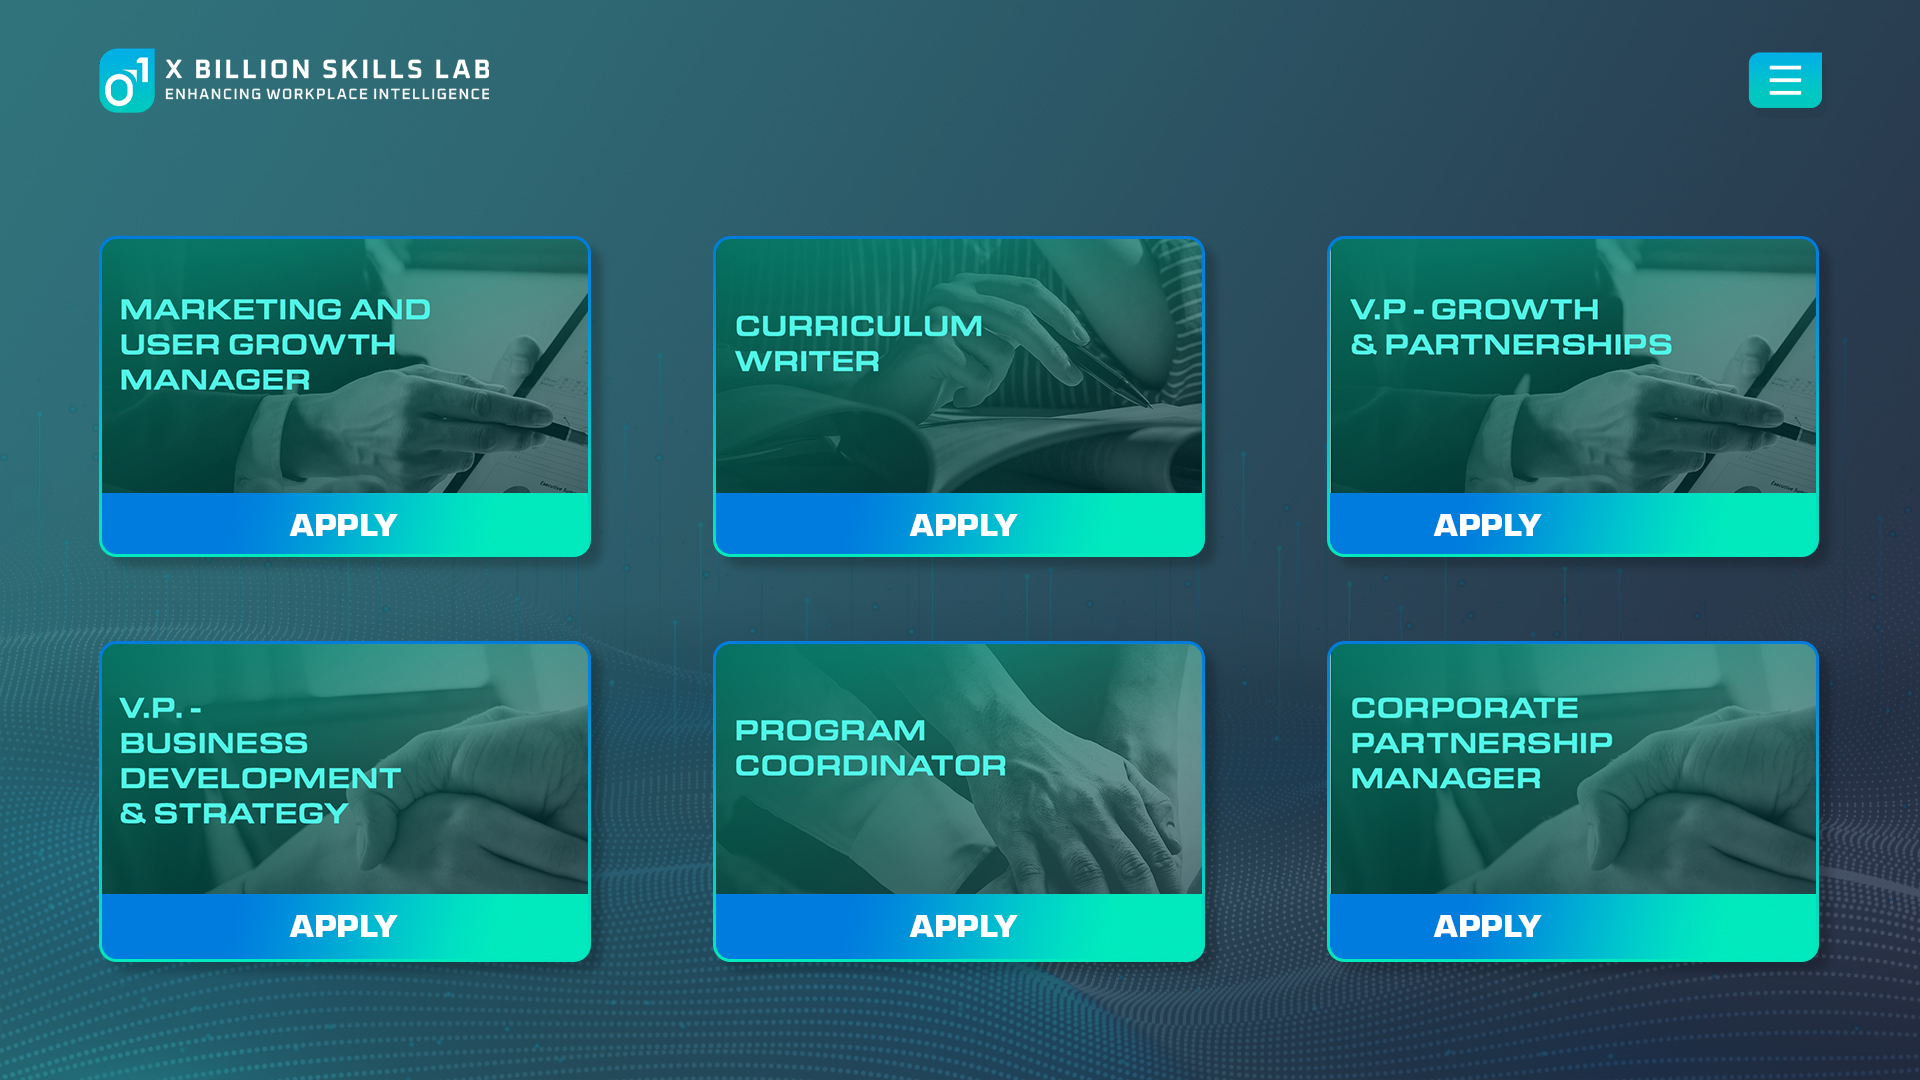 X BILLION SKILLS LAB
ENHANCING WORKPLACE INTELLIGENCE
MARKETING AND
USER GROWTH
MANAGER
APPLY
CURRICULUM
WRITER
APPLY
V.P - GROWTH
& PARTNERSHIPS
APPLY
V.P. -
BUSINESS
DEVELOPMENT
& STRATEGY
APPLY
PROGRAM
COORDINATOR
APPLY
CORPORATE
PARTNERSHIP
MANAGER
APPLY